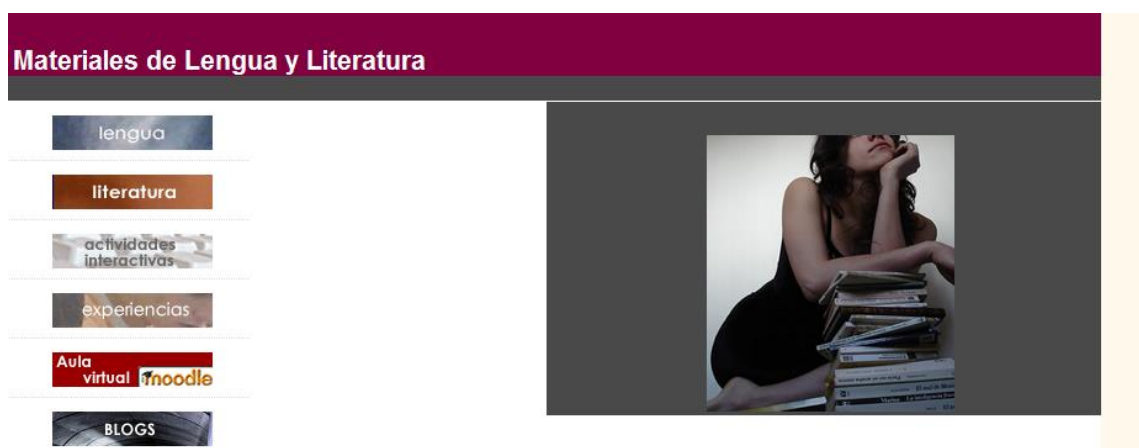 Materiales de Lengua y Literatura
lengua
literatura
actividades
interactivas
experiencias
Aula
virtual moodle
BLOGS